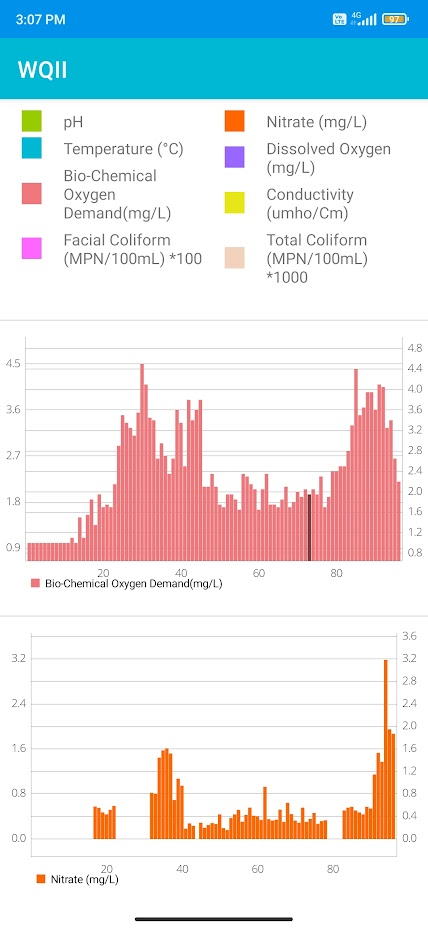 3:07 PM
Vo LTE 4G 97
WQII
pH
Temperature (°C)
Bio-Chemical
Oxygen
Demand(mg/L)
Facial Coliform
(MPN/100mL) *100
Nitrate (mg/L)
Dissolved Oxygen
(mg/L)
Conductivity
(umho/Cm)
Total Coliform
(MPN/100mL)
*1000
4.5
3.6
2.7
1.8
0.9
4.8
4.4
4.0
3.6
3.2
2.8
2.4
2.0
1.6
1.2
0.8
20 40 60 80
Bio-Chemical Oxygen Demand(mg/L)
3.2
2.4
1.6
0.8
0.0
3.6
3.2
2.8
2.4
2.0
1.6
1.2
0.8
0.4
0.0
20 40 60 80
Nitrate (mg/L)